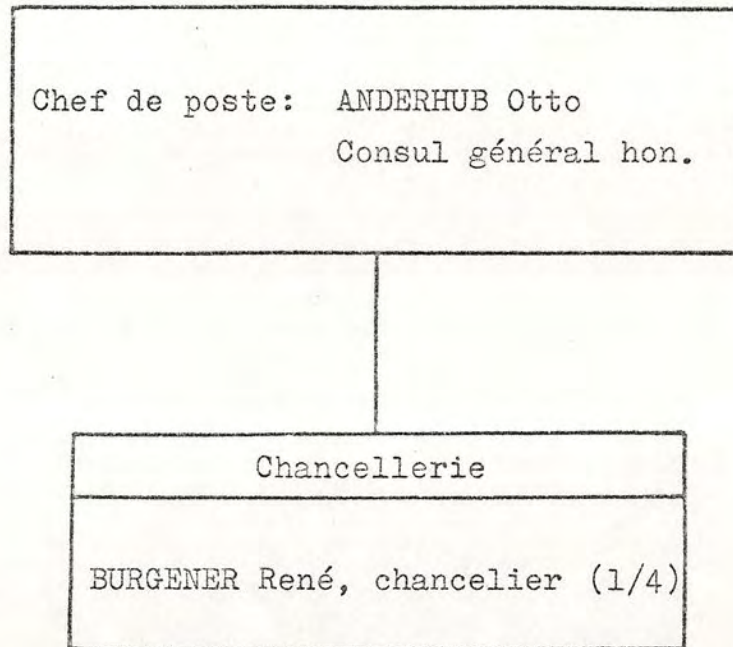 Chef de poste: ANDERHUB Otto
Consul général hon.
Chancellerie
BURGENER René, chancelier (1/4)